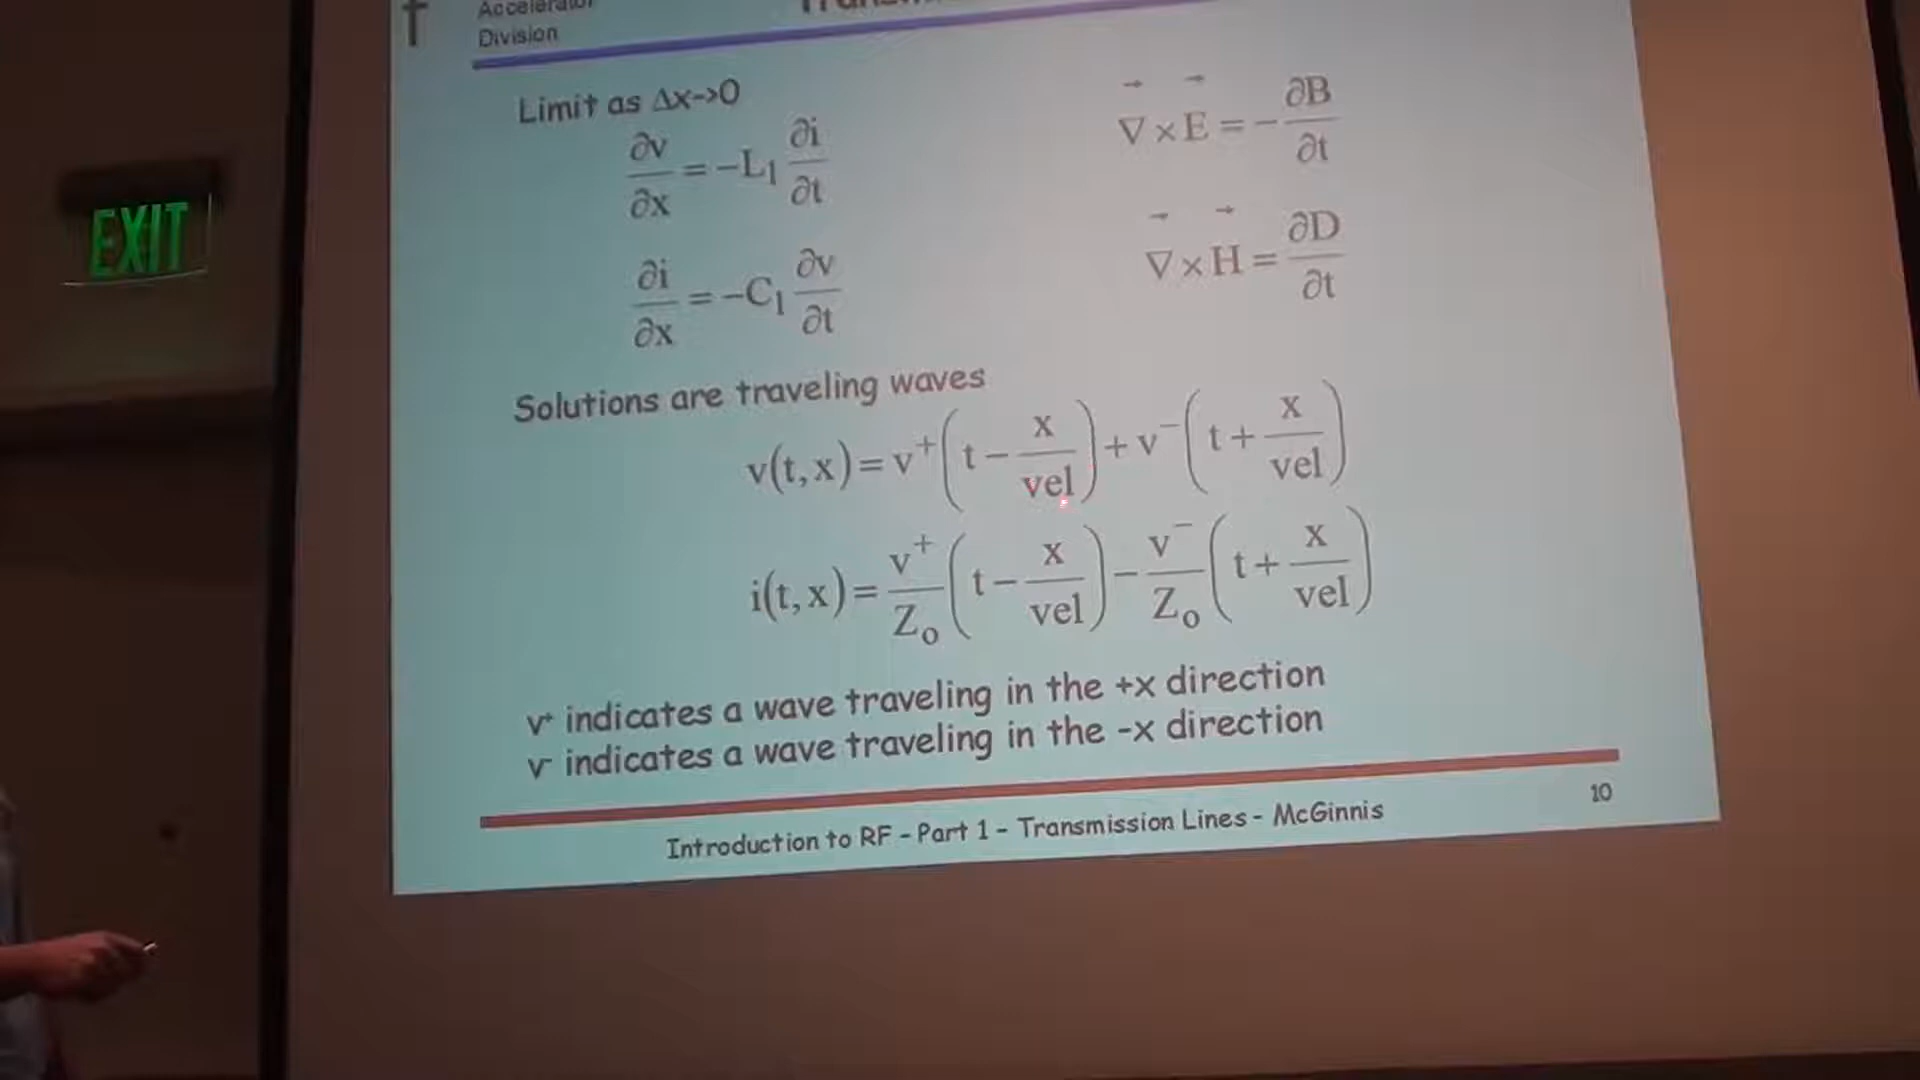 Accelerator
Division
EXIT
Limit as Δx->0
∂v/∂x = -L₁ ∂i/∂t
∇ × E = - ∂B/∂t
∂i/∂x = -C₁ ∂v/∂t
∇ × H = ∂D/∂t
Solutions are traveling waves
v(t,x) = v⁺(t - x/vel) + v⁻(t + x/vel)
i(t,x) = v⁺/Zₒ (t - x/vel) - v⁻/Zₒ (t + x/vel)
v⁺ indicates a wave traveling in the +x direction
v⁻ indicates a wave traveling in the -x direction
10
Introduction to RF - Part 1 - Transmission Lines - McGinnis